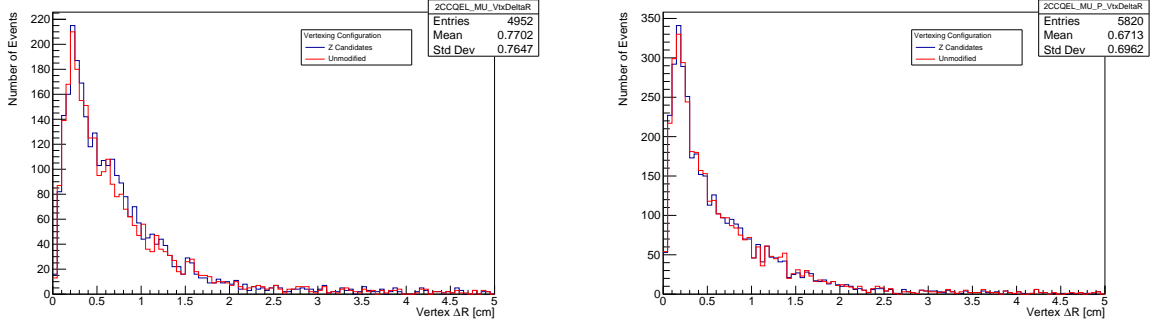 2CCQEL_MU_VtxDeltaR
Entries 4952
Mean 0.7702
Std Dev 0.7647
Vertexing Configuration
Z Candidates
Unmodified
Number of Events
220
200
180
160
140
120
100
80
60
40
20
0
0 0.5 1 1.5 2 2.5 3 3.5 4 4.5 5
Vertex ΔR [cm]
2CCQEL_MU_P_VtxDeltaR
Entries 5820
Mean 0.6713
Std Dev 0.6962
Vertexing Configuration
Z Candidates
Unmodified
Number of Events
350
300
250
200
150
100
50
0
0 0.5 1 1.5 2 2.5 3 3.5 4 4.5 5
Vertex ΔR [cm]